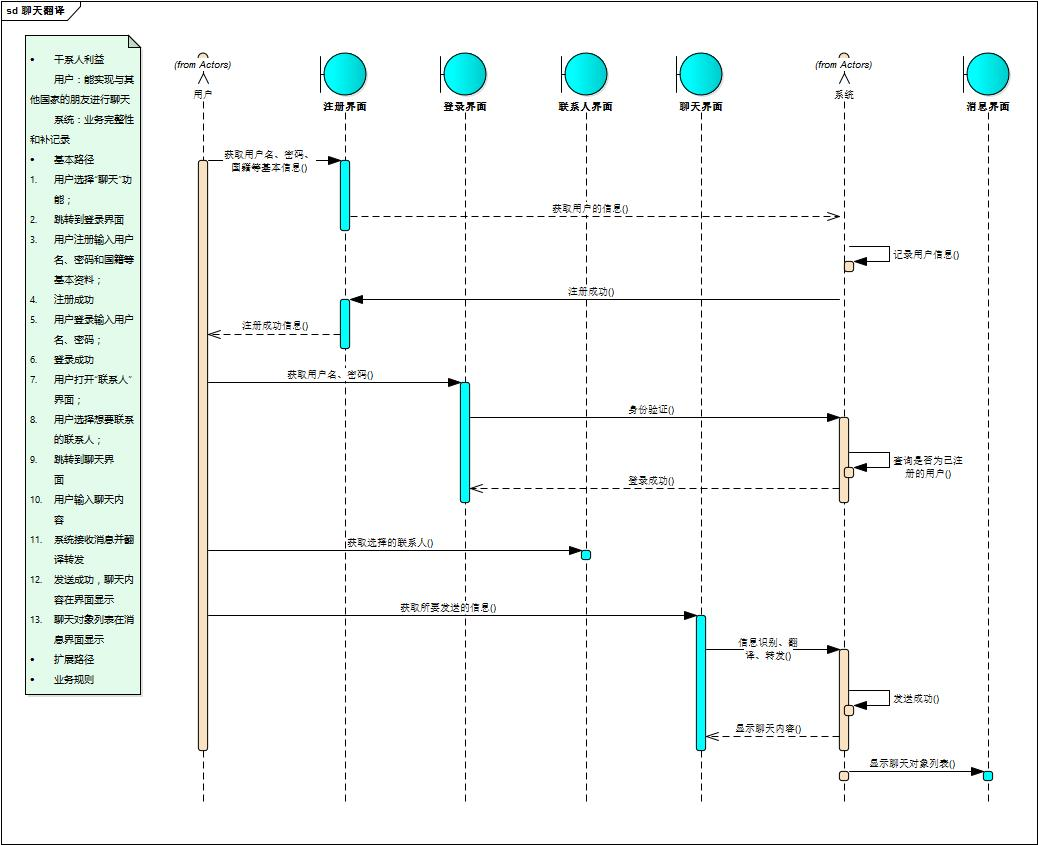 sd 聊天翻译
• 干系人利益
用户：能实现与其
他国家的朋友进行聊天
系统：业务完整性
和补记录
• 基本路径
1. 用户选择“聊天”功
能；
2. 跳转到登录界面
3. 用户注册输入用户
名、密码和国籍等
基本资料；
4. 注册成功
5. 用户登录输入用户
名、密码；
6. 登录成功
7. 用户打开“联系人”
界面；
8. 用户选择想要联系
的联系人；
9. 跳转到聊天界
面
10. 用户输入聊天内
容
11. 系统接收消息并翻
译转发
12. 发送成功，聊天内
容在界面显示
13. 聊天对象列表在消
息界面显示
• 扩展路径
• 业务规则
(from Actors)
用户
注册界面
登录界面
联系人界面
聊天界面
(from Actors)
系统
消息界面
获取用户名、密码、
国籍等基本信息()
获取用户的信息()
记录用户信息()
注册成功()
注册成功信息()
获取用户名、密码()
身份验证()
查询是否为已注
册的用户()
登录成功()
获取选择的联系人()
获取所要发送的信息()
信息识别、翻
译、转发()
发送成功()
显示聊天内容()
显示聊天对象列表()